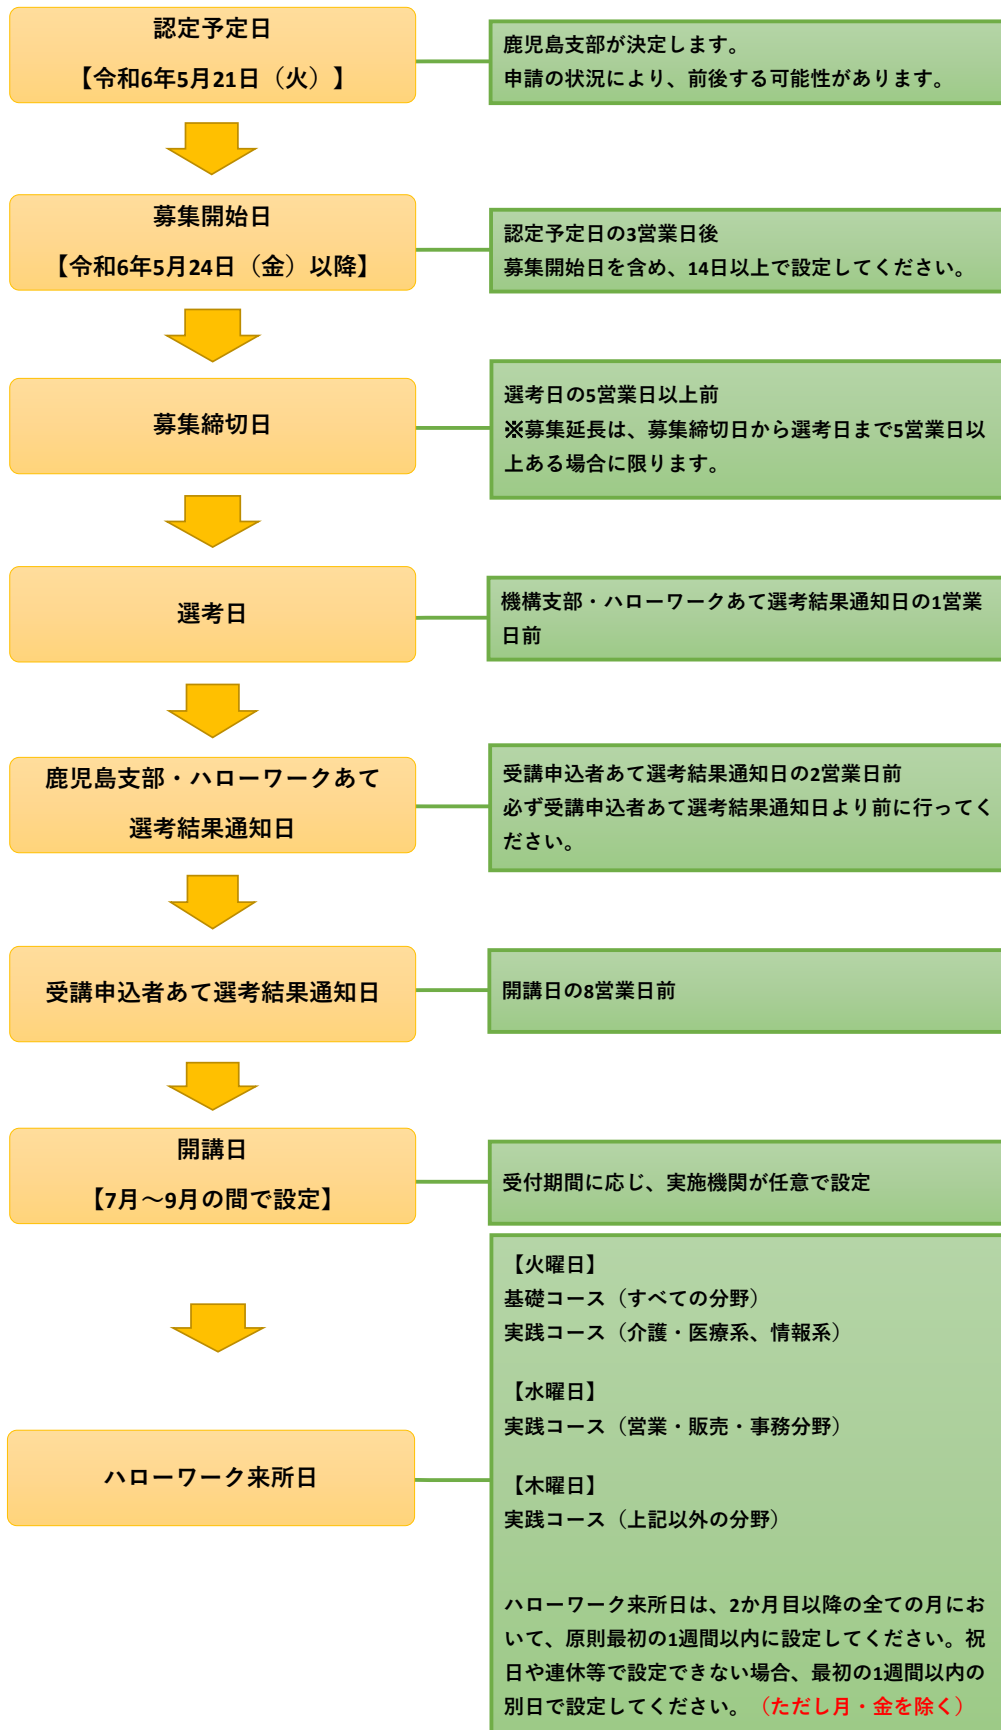 認定予定日
【令和6年5月21日（火）】
鹿児島支部が決定します。
申請の状況により、前後する可能性があります。
募集開始日
【令和6年5月24日（金）以降】
認定予定日の3営業日後
募集開始日を含め、14日以上で設定してください。
募集締切日
選考日の5営業日以上前
※募集延長は、募集締切日から選考日まで5営業日以
上ある場合に限ります。
選考日
機構支部・ハローワークあて選考結果通知日の1営業
日前
鹿児島支部・ハローワークあて
選考結果通知日
受講申込者あて選考結果通知日の2営業日前
必ず受講申込者あて選考結果通知日より前に行ってく
ださい。
受講申込者あて選考結果通知日
開講日の8営業日前
開講日
【7月～9月の間で設定】
受付期間に応じ、実施機関が任意で設定
ハローワーク来所日
【火曜日】
基礎コース（すべての分野）
実践コース（介護・医療系、情報系）
【水曜日】
実践コース（営業・販売・事務分野）
【木曜日】
実践コース（上記以外の分野）
ハローワーク来所日は、2か月目以降の全ての月にお
いて、原則最初の1週間以内に設定してください。祝
日や連休等で設定できない場合、最初の1週間以内の
別日で設定してください。（ただし月・金を除く）